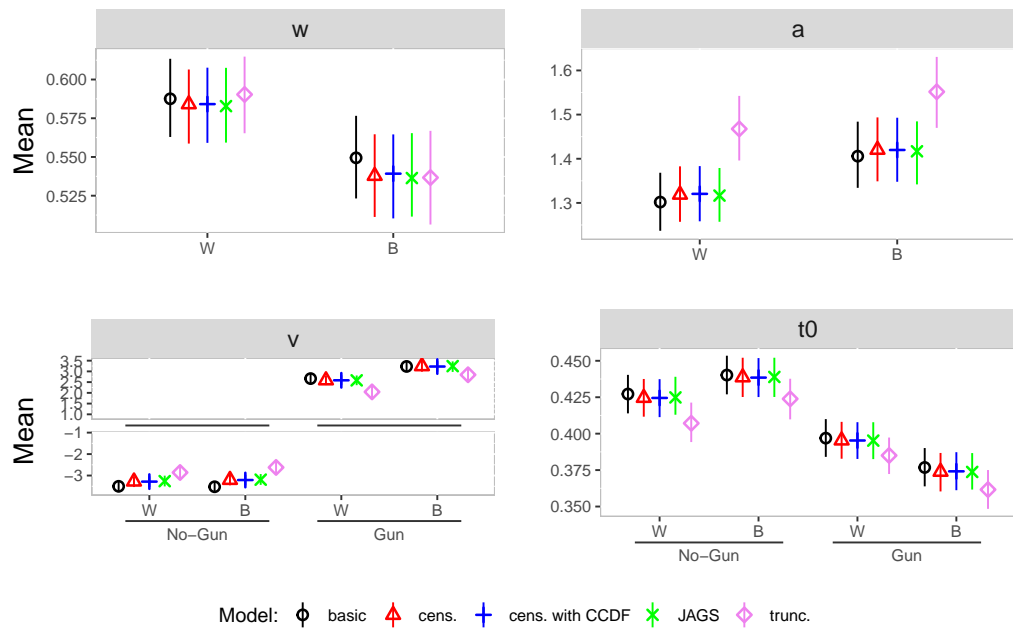 w
a
Mean
0.600
0.575
0.550
0.525
W
B
1.6
1.5
1.4
1.3
W
B
v
t0
Mean
3.5
3.0
2.5
2.0
1.5
1.0
−1
−2
−3
W
B
W
B
No−Gun
Gun
0.450
0.425
0.400
0.375
0.350
W
B
W
B
No−Gun
Gun
Model: basic cens. cens. with CCDF JAGS trunc.